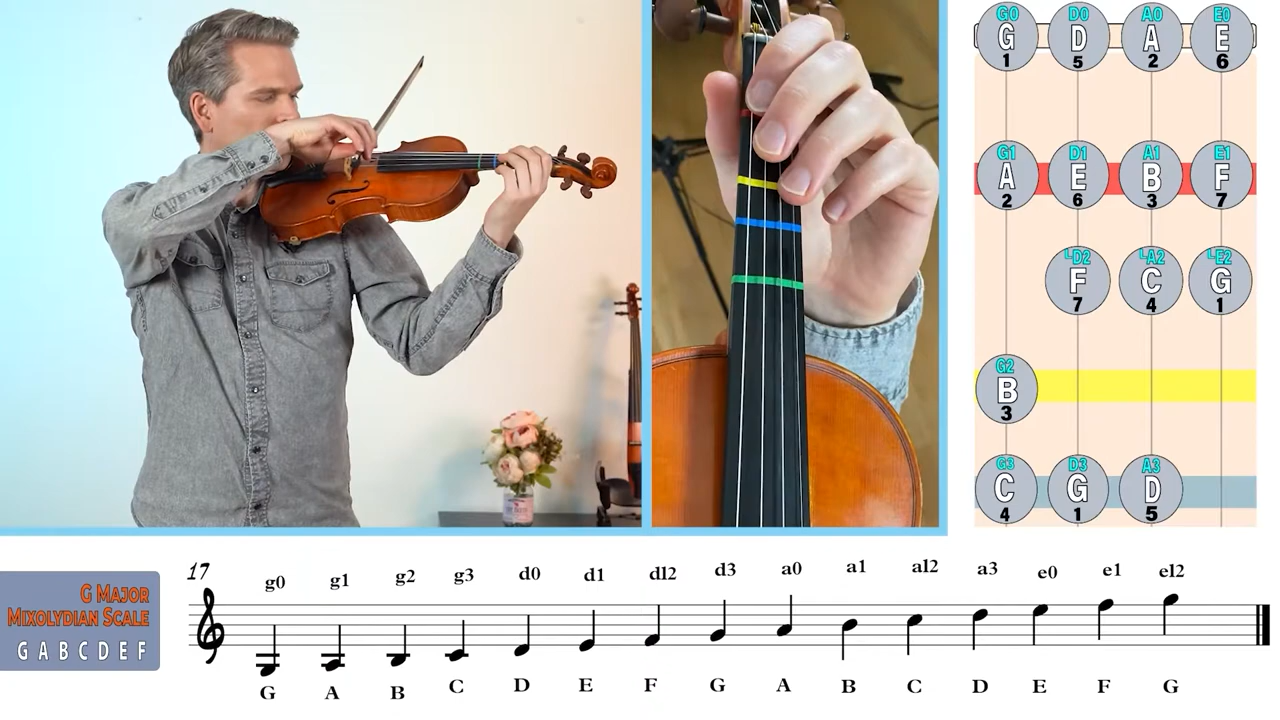 G0 D0 A0 E0
G D A E
1 5 2 6
G1 D1 A1 E1
A E B F
2 6 3 7
LD2 LA2 LE2
F C G
7 4 1
G2
B
3
G3 D3 A3
C G D
4 1 5
17 g0 g1 g2 g3 d0 d1 dl2 d3 a0 a1 al2 a3 e0 e1 el2
G Major
Mixolydian Scale
G A B C D E F
G A B C D E F G A B C D E F G